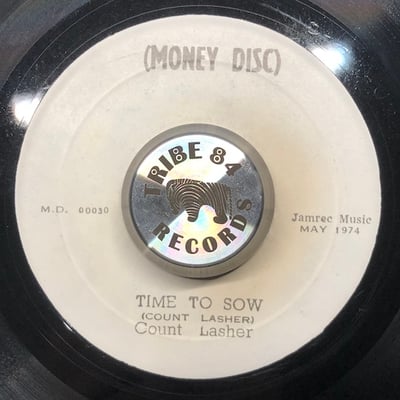 (MONEY DISC)
TRIBE 84
RECORDS
M.D. 00030
Jamrec Music
MAY 1974
TIME TO SOW
(COUNT LASHER)
Count Lasher